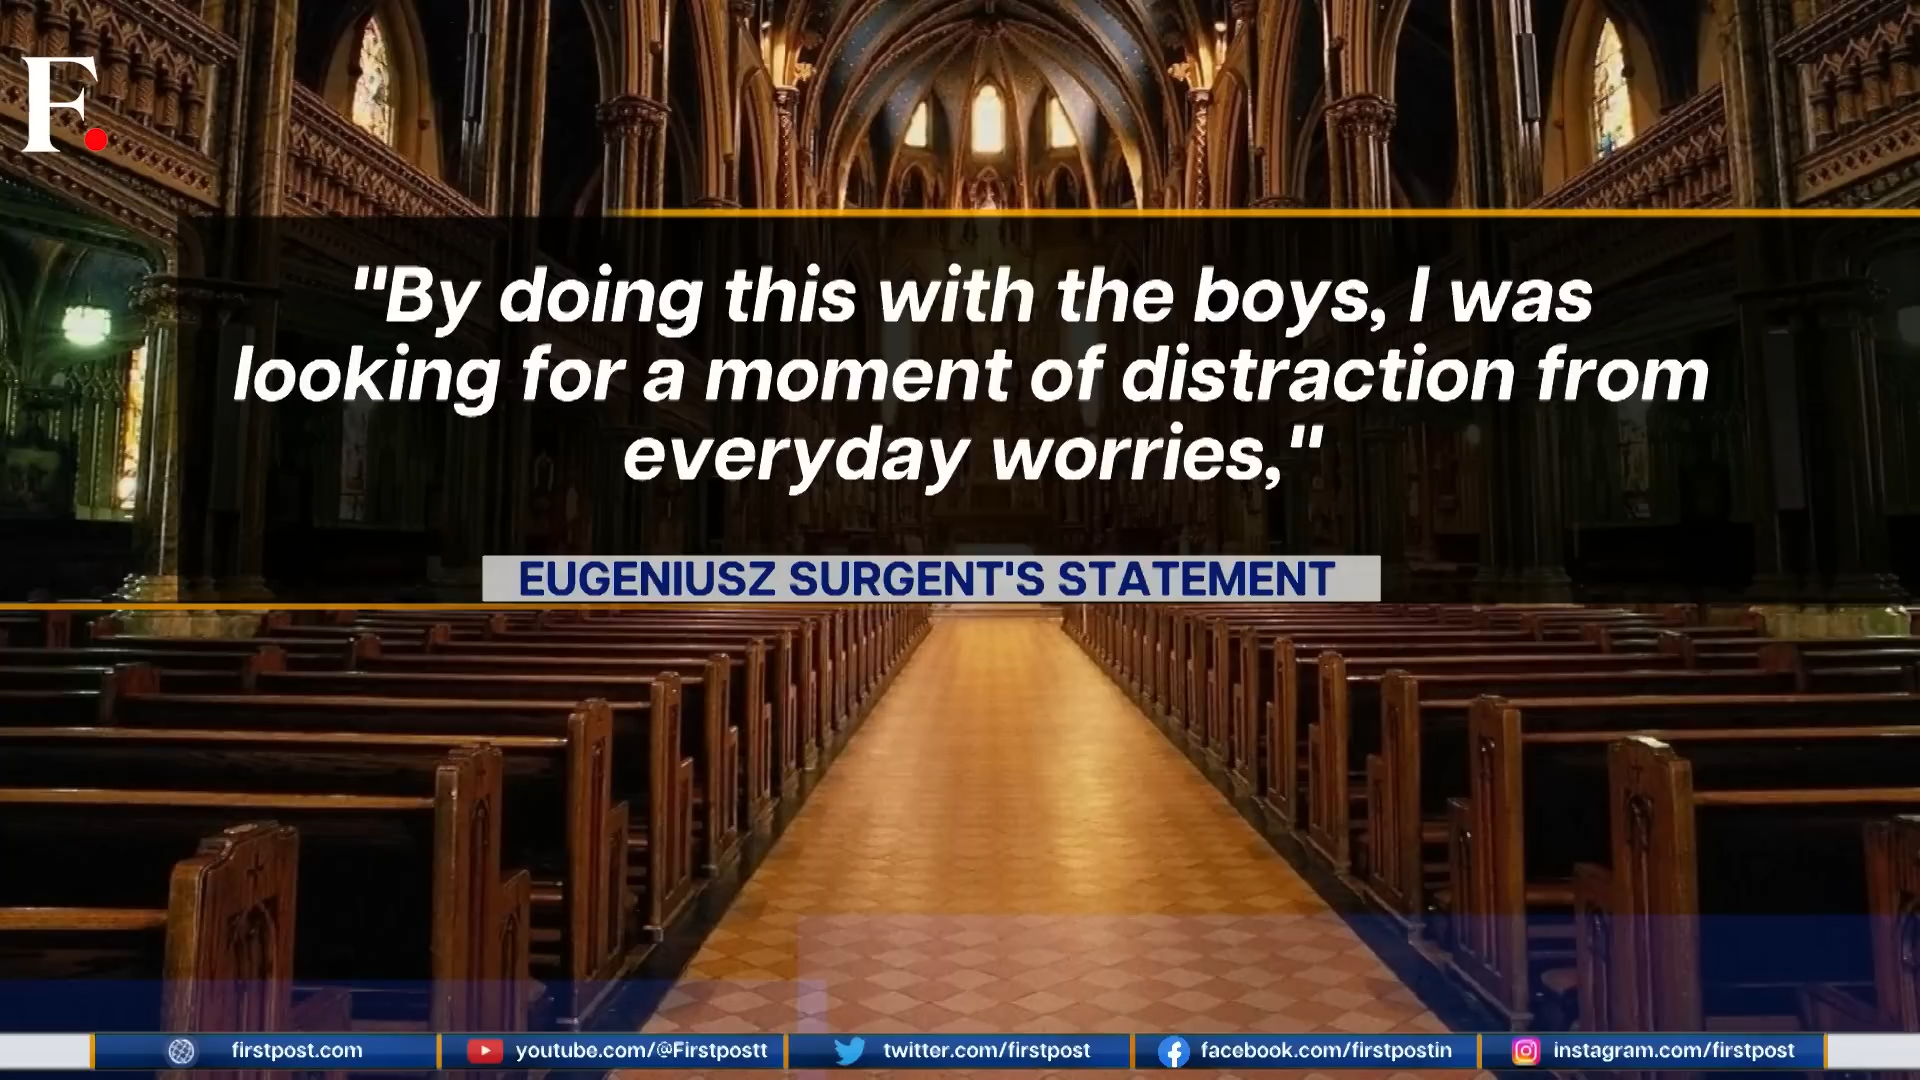 F.
"By doing this with the boys, I was
looking for a moment of distraction from
everyday worries,"
EUGENIUSZ SURGENT'S STATEMENT
firstpost.com
youtube.com/@Firstpostt
twitter.com/firstpost
facebook.com/firstpostin
instagram.com/firstpost